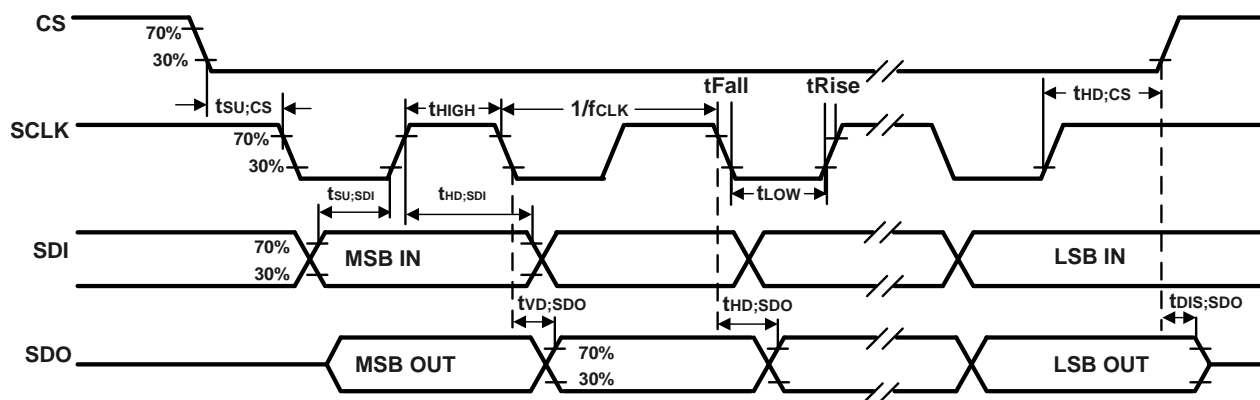 CS
70%
30%
tSU;CS
tHIGH
1/fCLK
tFall
tRise
tHD;CS
SCLK
70%
30%
tSU;SDI
tHD;SDI
tLOW
SDI
70%
30%
MSB IN
LSB IN
tVD;SDO
tHD;SDO
tDIS;SDO
SDO
MSB OUT
70%
30%
LSB OUT